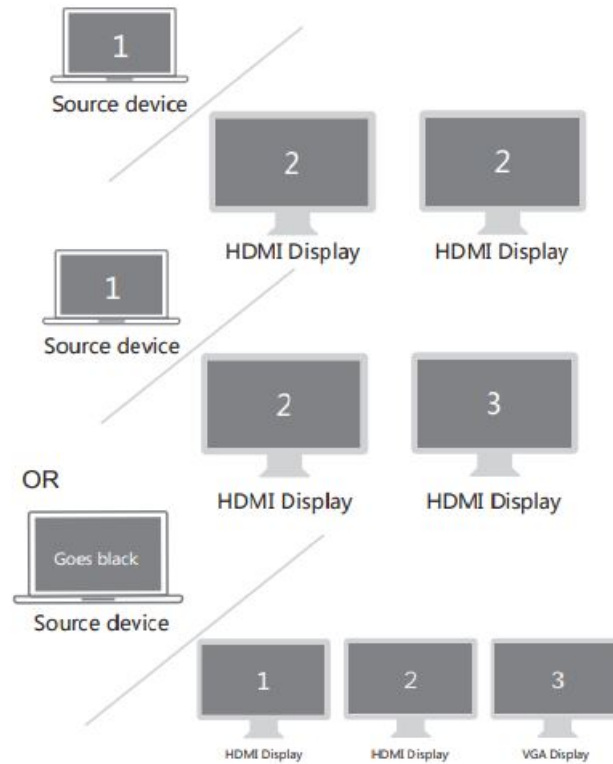 1
Source device
2 2
HDMI Display HDMI Display
1
Source device
2 3
HDMI Display HDMI Display
OR
Goes black
Source device
1 2 3
HDMI Display HDMI Display VGA Display